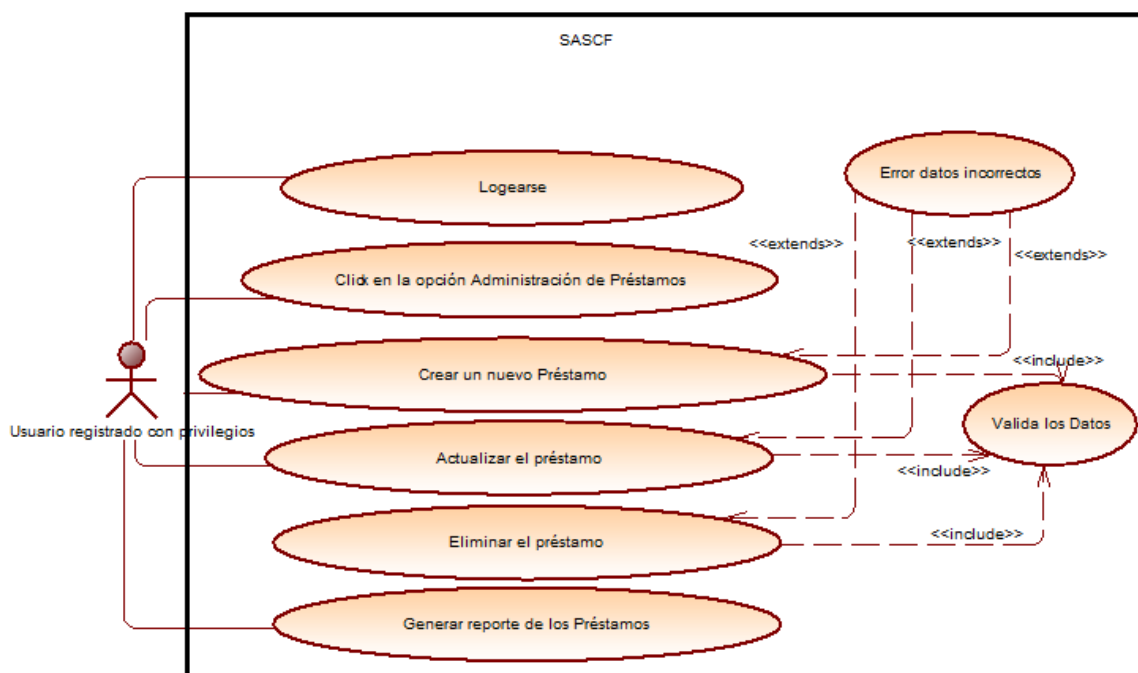 SASCF
Logearse
Error datos incorrectos
<<extends>>
<<extends>>
<<extends>>
Click en la opción Administración de Préstamos
Crear un nuevo Préstamo
<<include>>
Valida los Datos
Usuario registrado con privilegios
Actualizar el préstamo
<<include>>
Eliminar el préstamo
<<include>>
Generar reporte de los Préstamos